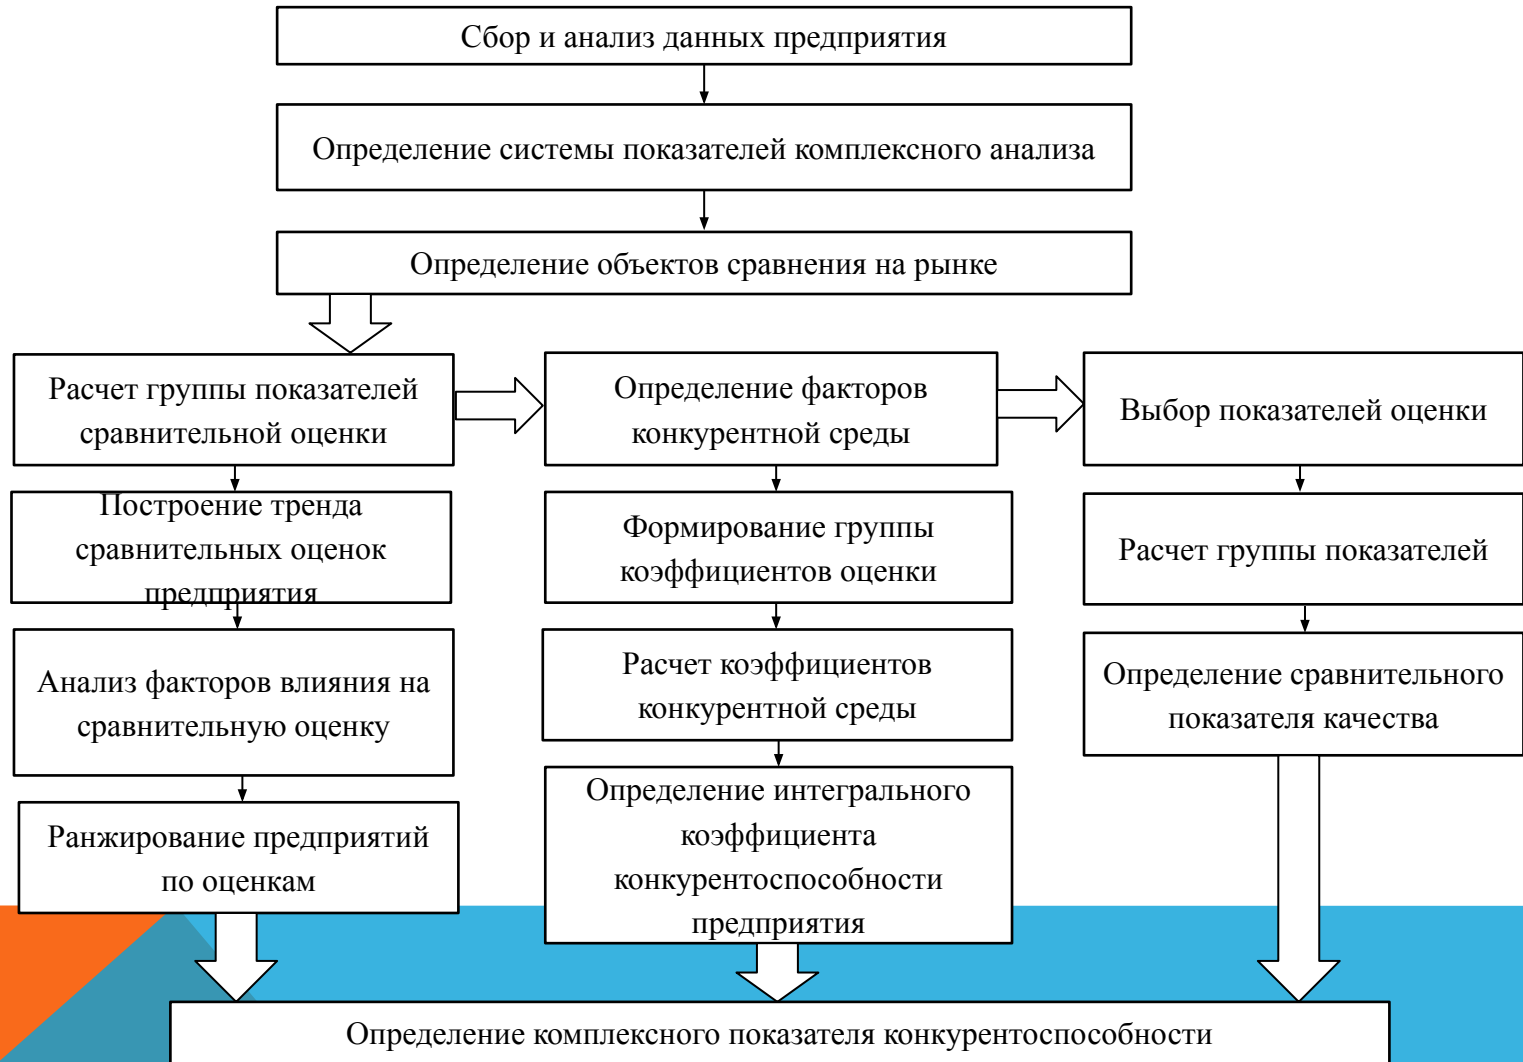 Сбор и анализ данных предприятия
Определение системы показателей комплексного анализа
Определение объектов сравнения на рынке
Расчет группы показателей
сравнительной оценки
Определение факторов
конкурентной среды
Выбор показателей оценки
Построение тренда
сравнительных оценок
предприятия
Формирование группы
коэффициентов оценки
Расчет группы показателей
Анализ факторов влияния на
сравнительную оценку
Расчет коэффициентов
конкурентной среды
Определение сравнительного
показателя качества
Ранжирование предприятий
по оценкам
Определение интегрального
коэффициента
конкурентоспособности
предприятия
Определение комплексного показателя конкурентоспособности